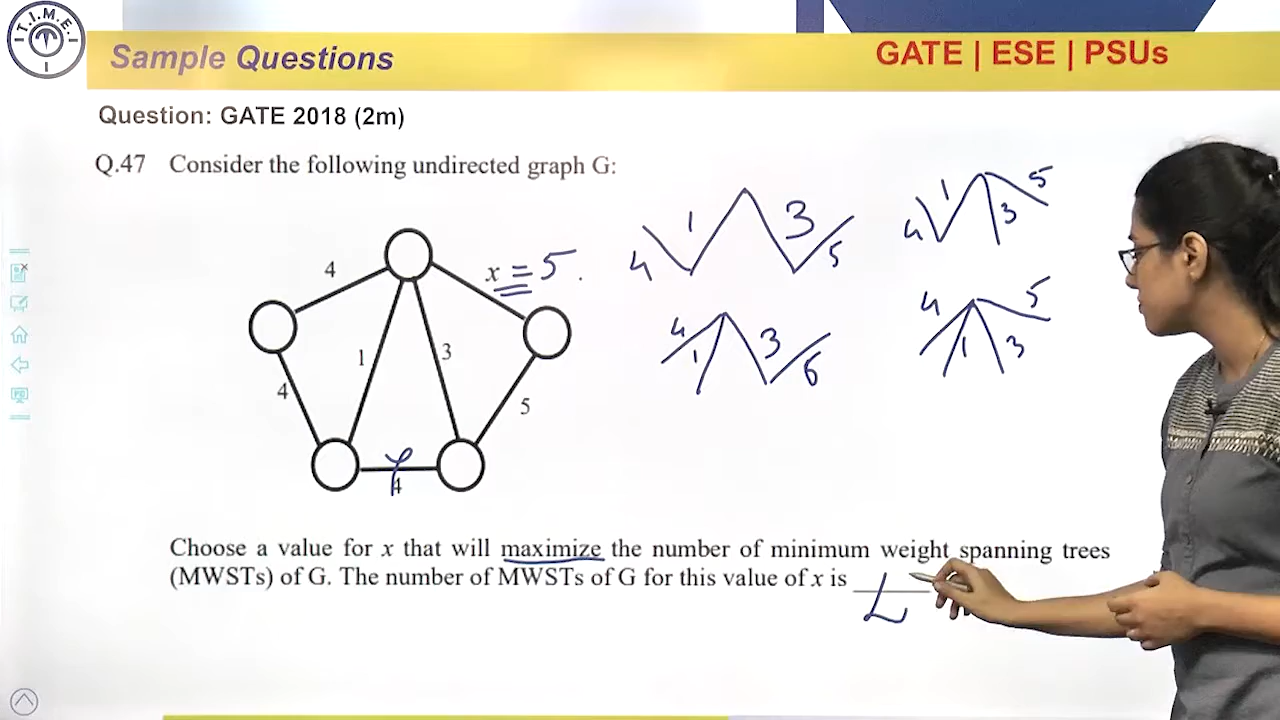 T.I.M.E.
Sample Questions
GATE | ESE | PSUs
Question: GATE 2018 (2m)
Q.47 Consider the following undirected graph G:
4
x = 5.
1
3
4
5
4
4 1 3 5
4 1 3 5
4 1 3 6
4 1 3 5
Choose a value for x that will maximize the number of minimum weight spanning trees
(MWSTs) of G. The number of MWSTs of G for this value of x is ______